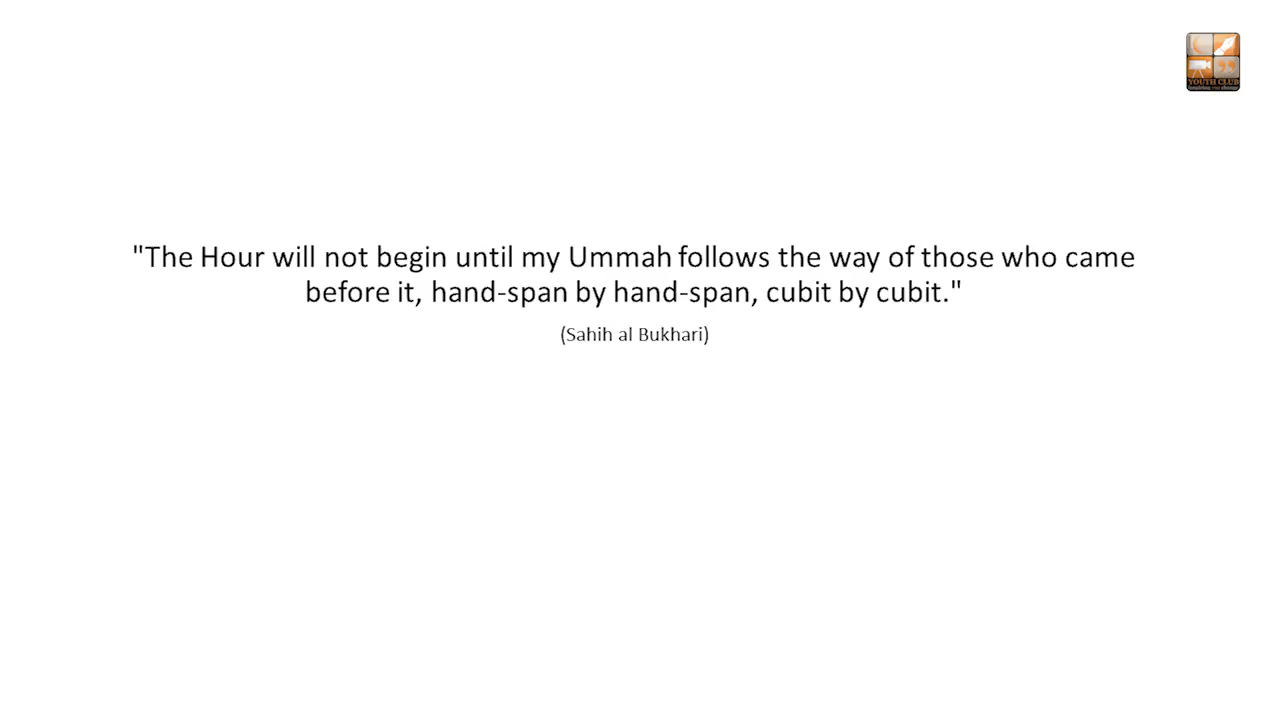 YOUTH CLUB
"The Hour will not begin until my Ummah follows the way of those who came
before it, hand-span by hand-span, cubit by cubit."
(Sahih al Bukhari)